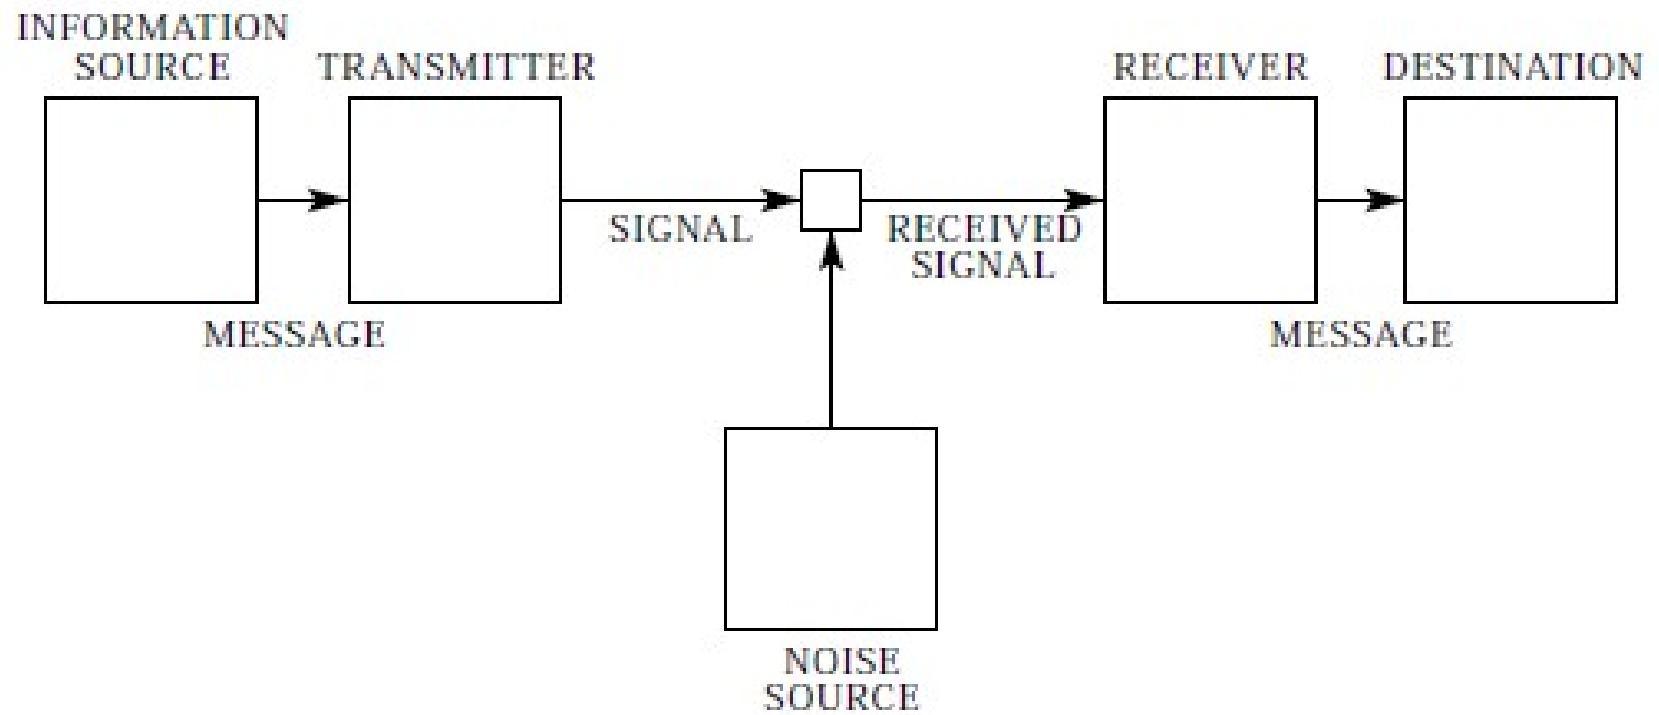 INFORMATION
SOURCE
TRANSMITTER
RECEIVER
DESTINATION
SIGNAL
RECEIVED
SIGNAL
MESSAGE
MESSAGE
NOISE
SOURCE